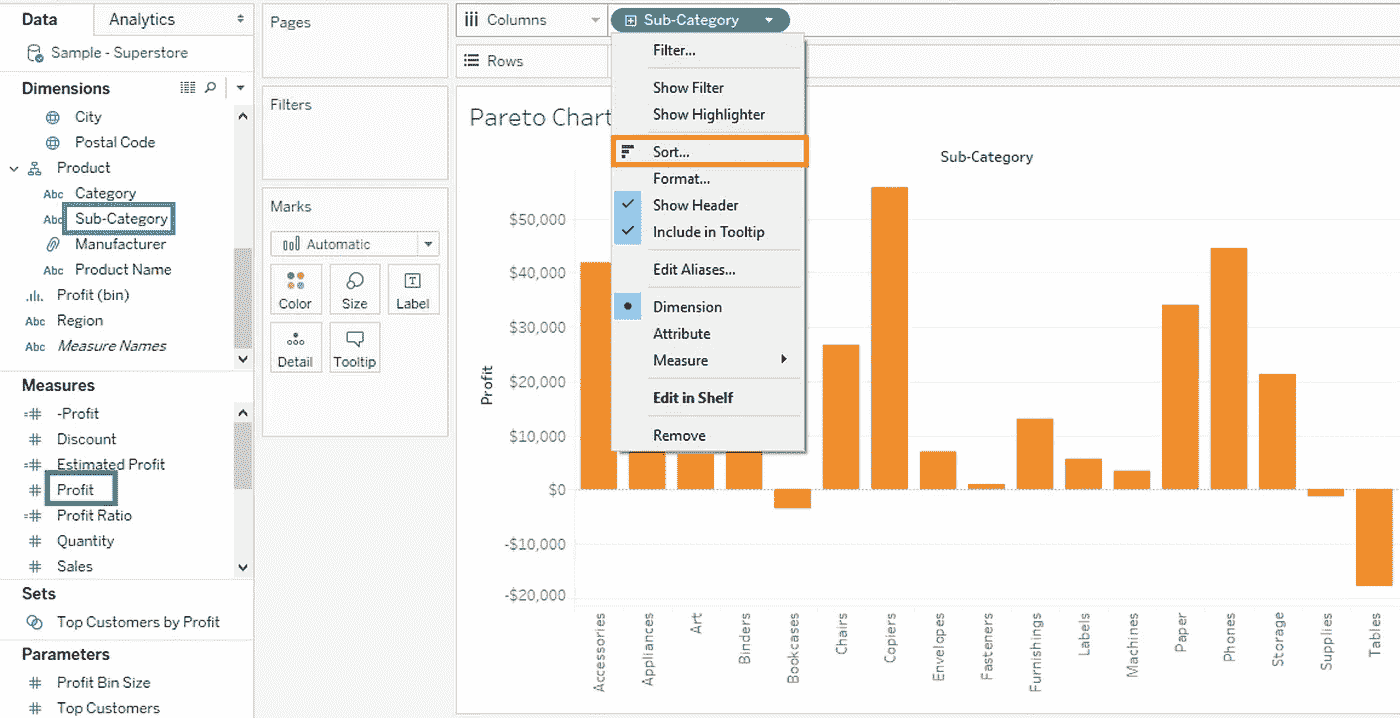 Data
Analytics
Sample - Superstore
Dimensions
City
Postal Code
Product
Abc Category
Abc Sub-Category
Manufacturer
Abc Product Name
Profit (bin)
Abc Region
Abc Measure Names
Measures
=# -Profit
# Discount
=# Estimated Profit
# Profit
=# Profit Ratio
# Quantity
# Sales
Sets
Top Customers by Profit
Parameters
# Profit Bin Size
# Top Customers
Pages
Filters
Marks
Automatic
Color
Size
T Label
Detail
Tooltip
Columns
Sub-Category
Rows
Filter...
Show Filter
Show Highlighter
Sort...
Format...
Show Header
Include in Tooltip
Edit Aliases...
Dimension
Attribute
Measure
Edit in Shelf
Remove
Pareto Chart
Sub-Category
Profit
$50,000
$40,000
$30,000
$20,000
$10,000
$0
-$10,000
-$20,000
Accessories
Appliances
Art
Binders
Bookcases
Chairs
Copiers
Envelopes
Fasteners
Furnishings
Labels
Machines
Paper
Phones
Storage
Supplies
Tables